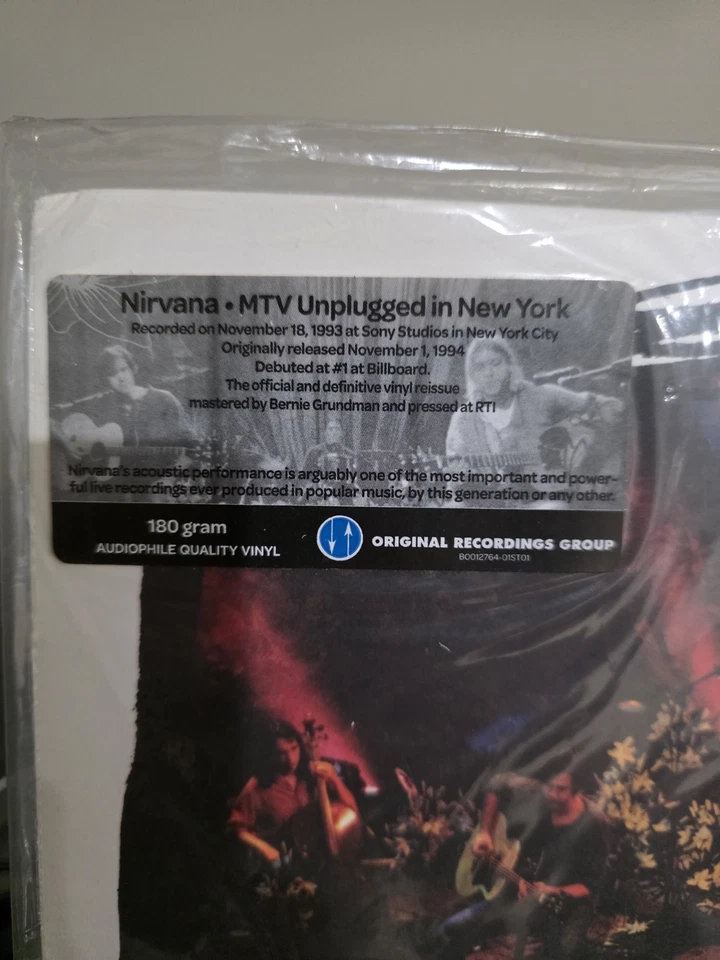 Nirvana • MTV Unplugged in New York
Recorded on November 18, 1993 at Sony Studios in New York City
Originally released November 1, 1994
Debuted at #1 at Billboard.
The official and definitive vinyl reissue
mastered by Bernie Grundman and pressed at RTI
Nirvana's acoustic performance is arguably one of the most important and power-
ful live recordings ever produced in popular music, by this generation or any other.
180 gram
AUDIOPHILE QUALITY VINYL
ORIGINAL RECORDINGS GROUP
B0012764-01ST01